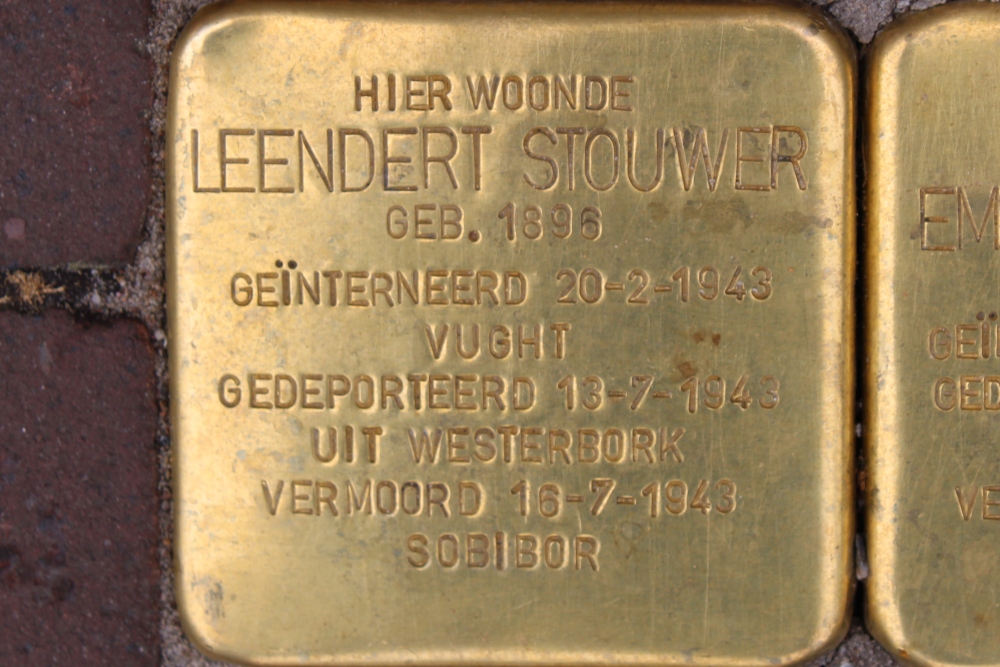 HIER WOONDE
LEENDERT STOUWER
GEB. 1896
GEÏNTERNEERD 20-2-1943
VUGHT
GEDEPORTEERD 13-7-1943
UIT WESTERBORK
VERMOORD 16-7-1943
SOBIBOR